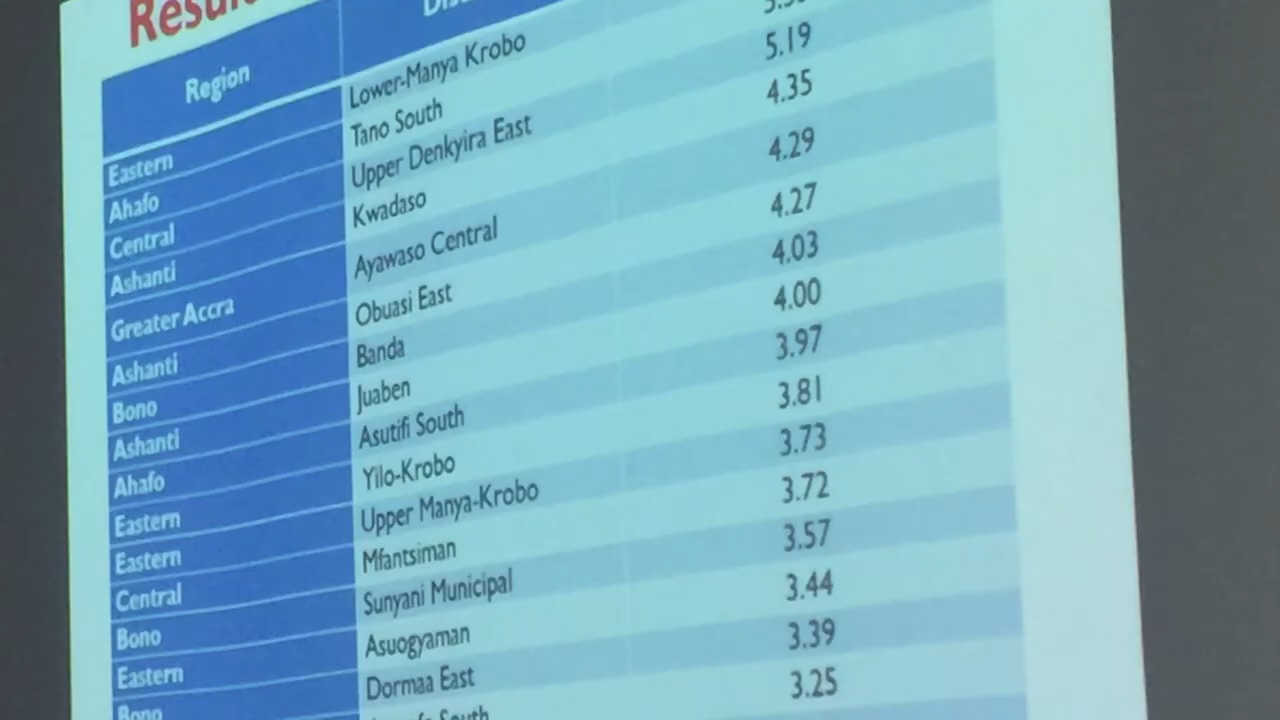 Region
Eastern Lower-Manya Krobo
Ahafo Tano South 5.19
Central Upper Denkyira East 4.35
Ashanti Kwadaso 4.29
Greater Accra Ayawaso Central 4.27
Ashanti Obuasi East 4.03
Bono Banda 4.00
Ashanti Juaben 3.97
Ahafo Asutifi South 3.81
Eastern Yilo-Krobo 3.73
Eastern Upper Manya-Krobo 3.72
Central Mfantsiman 3.57
Bono Sunyani Municipal 3.44
Eastern Asuogyaman 3.39
Bono Dormaa East 3.25
South